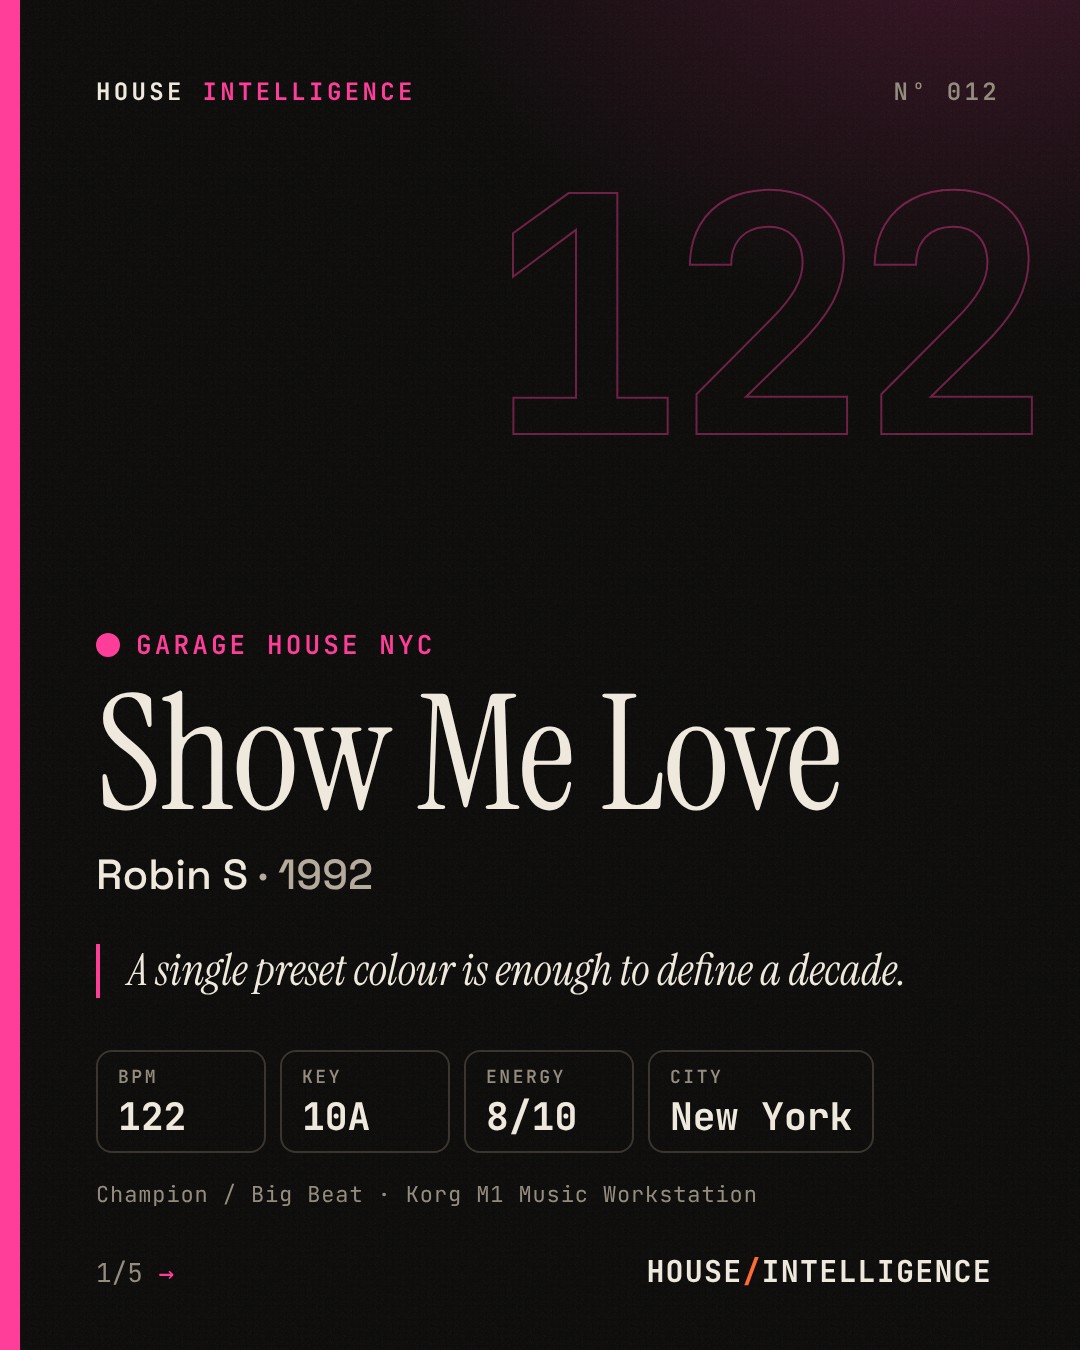 HOUSE INTELLIGENCE
N° 012
122
GARAGE HOUSE NYC
Show Me Love
Robin S · 1992
A single preset colour is enough to define a decade.
BPM
122
KEY
10A
ENERGY
8/10
CITY
New York
Champion / Big Beat · Korg M1 Music Workstation
1/5 →
HOUSE/INTELLIGENCE